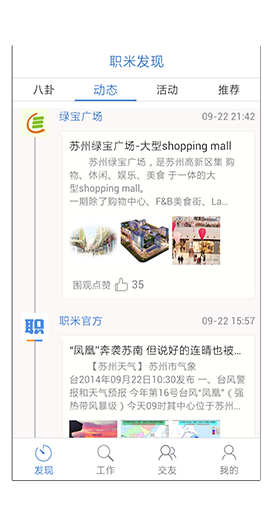 职米发现
八卦 动态 活动 推荐
绿宝广场 09-22 21:42
苏州绿宝广场-大型shopping mall
苏州绿宝广场，是苏州高新区集 购
物、休闲、娱乐、美食 于一体的大
型shopping mall。
一期除了购物中心、F&B美食街、La...
围观点赞 35
职
职米官方 09-22 15:57
“凤凰”奔袭苏南 但说好的连晴也被...
【苏州天气】苏州市气象
台2014年09月22日10:30发布 一、台风警
报和天气预报 今年第16号台风“凤凰”（强
热带风暴级）今天09时其中心位于苏州...
发现 工作 交友 我的